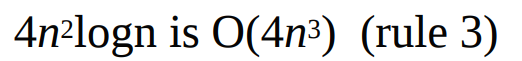 4n²logn is O(4n³) (rule 3)